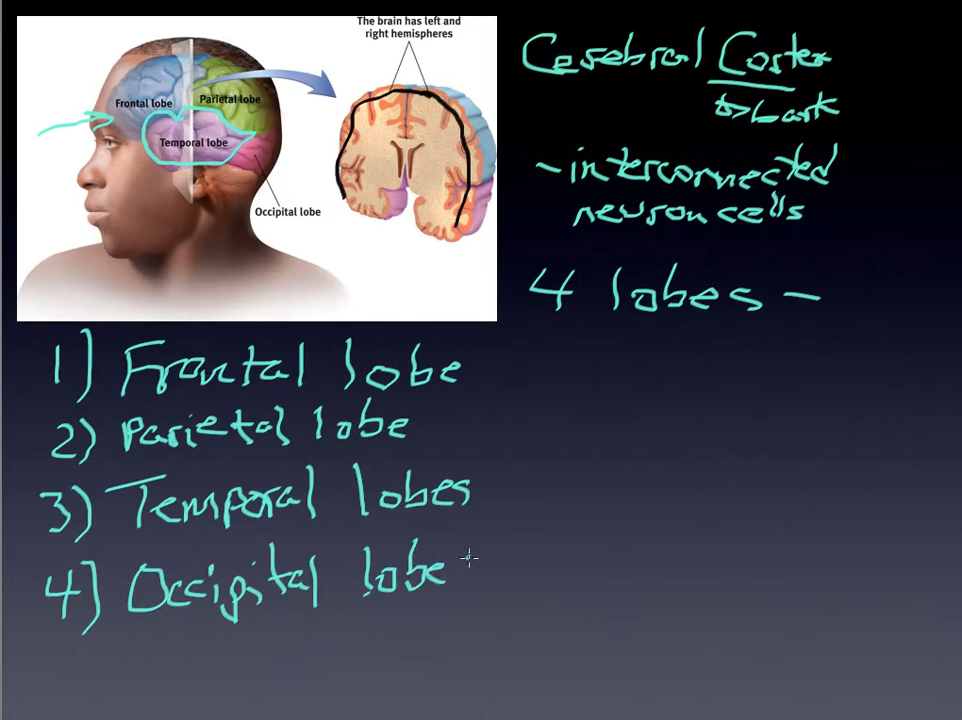 The brain has left and
right hemispheres
Frontal lobe
Parietal lobe
Temporal lobe
Occipital lobe
Cerebral Cortex
↳ bark
- interconnected
neuron cells
4 lobes -
1) Frontal lobe
2) Parietal lobe
3) Temporal lobes
4) Occipital lobe